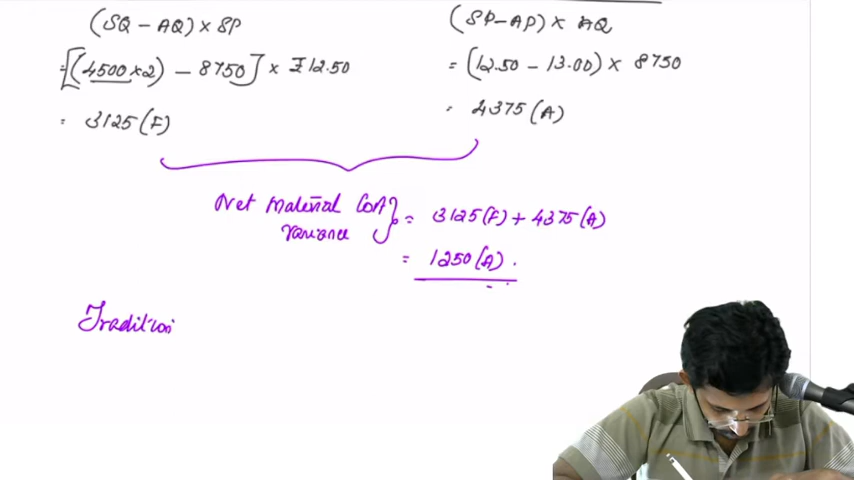 (SQ - AQ) × SP
= [(4500 × 2) - 8750] × ₹12.50
= 3125 (F)
(SP - AP) × AQ
= (12.50 - 13.00) × 8750
= 4375 (A)
Net Material Cost
Variance } = 3125 (F) + 4375 (A)
= 1250 (A).
Tradition